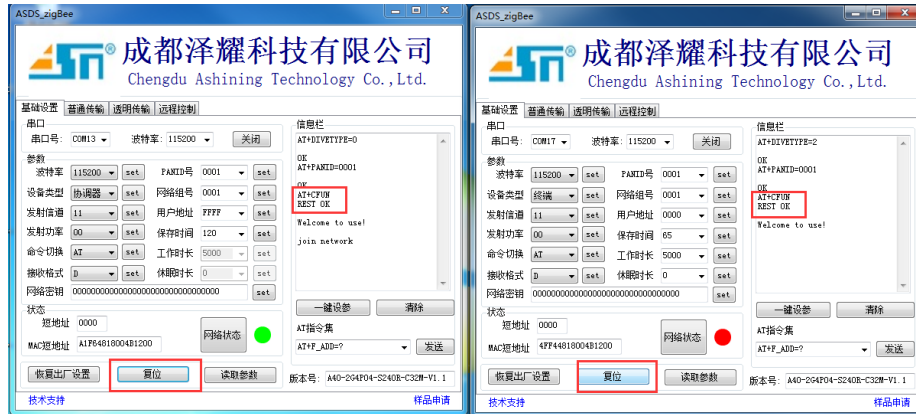 ASDS_zigBee
成都泽耀科技有限公司
Chengdu Ashining Technology Co.,Ltd.
基础设置 普通传输 透明传输 远程控制
串口
串口号: COM13 波特率: 115200 关闭
参数
波特率 115200 set PANID号 0001 set
设备类型 协调器 set 网络组号 0001 set
发射信道 11 set 用户地址 FFFF set
发射功率 00 set 保存时间 120 set
命令切换 AT set 工作时长 5000 set
接收格式 D set 休眠时长 0 set
网络密钥 00000000000000000000000000000000 set
状态
短地址 0000
MAC短地址 A1F64818004B1200
网络状态
恢复出厂设置 复位 读取参数
技术支持
信息栏
AT+DIVETYPE=0
OK
AT+PANID=0001
OK
AT+CFUN
REST OK
Welcome to use!
join network
一键设参 清除
AT指令集
AT+F_ADD=? 发送
版本号: A40-2G4P04-S240R-C32M-V1.1
样品申请
ASDS_zigBee
成都泽耀科技有限公司
Chengdu Ashining Technology Co.,Ltd.
基础设置 普通传输 透明传输 远程控制
串口
串口号: COM17 波特率: 115200 关闭
参数
波特率 115200 set PANID号 0001 set
设备类型 终端 set 网络组号 0001 set
发射信道 11 set 用户地址 0000 set
发射功率 00 set 保存时间 65 set
命令切换 AT set 工作时长 5000 set
接收格式 D set 休眠时长 0 set
网络密钥 00000000000000000000000000000000 set
状态
短地址 0000
MAC短地址 4FF44818004B1200
网络状态
恢复出厂设置 复位 读取参数
技术支持
信息栏
AT+DIVETYPE=2
OK
AT+PANID=0001
OK
AT+CFUN
REST OK
Welcome to use!
一键设参 清除
AT指令集
AT+F_ADD=? 发送
版本号: A40-2G4P04-S240R-C32M-V1.1
样品申请